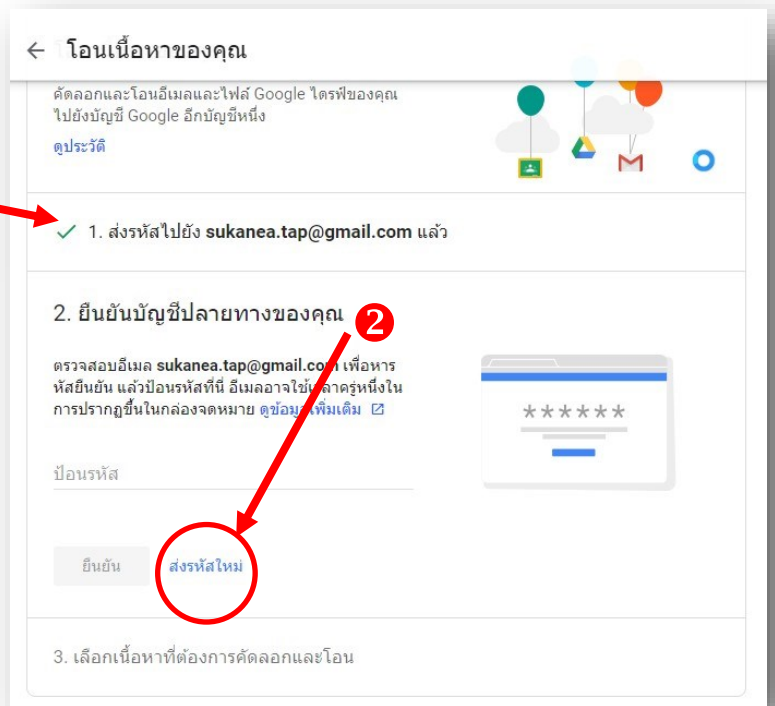 โอนเนื้อหาของคุณ
คัดลอกและโอนอีเมลและไฟล์ Google ไดรฟ์ของคุณ
ไปยังบัญชี Google อีกบัญชีหนึ่ง
ดูประวัติ
1. ส่งรหัสไปยัง sukanea.tap@gmail.com แล้ว
2. ยืนยันบัญชีปลายทางของคุณ
2
ตรวจสอบอีเมล sukanea.tap@gmail.com เพื่อหาร
หัสยืนยัน แล้วป้อนรหัสที่นี่ อีเมลอาจใช้เวลาครู่หนึ่งใน
การปรากฏขึ้นในกล่องจดหมาย ดูข้อมูลเพิ่มเติม
******
ป้อนรหัส
ยืนยัน ส่งรหัสใหม่
3. เลือกเนื้อหาที่ต้องการคัดลอกและโอน